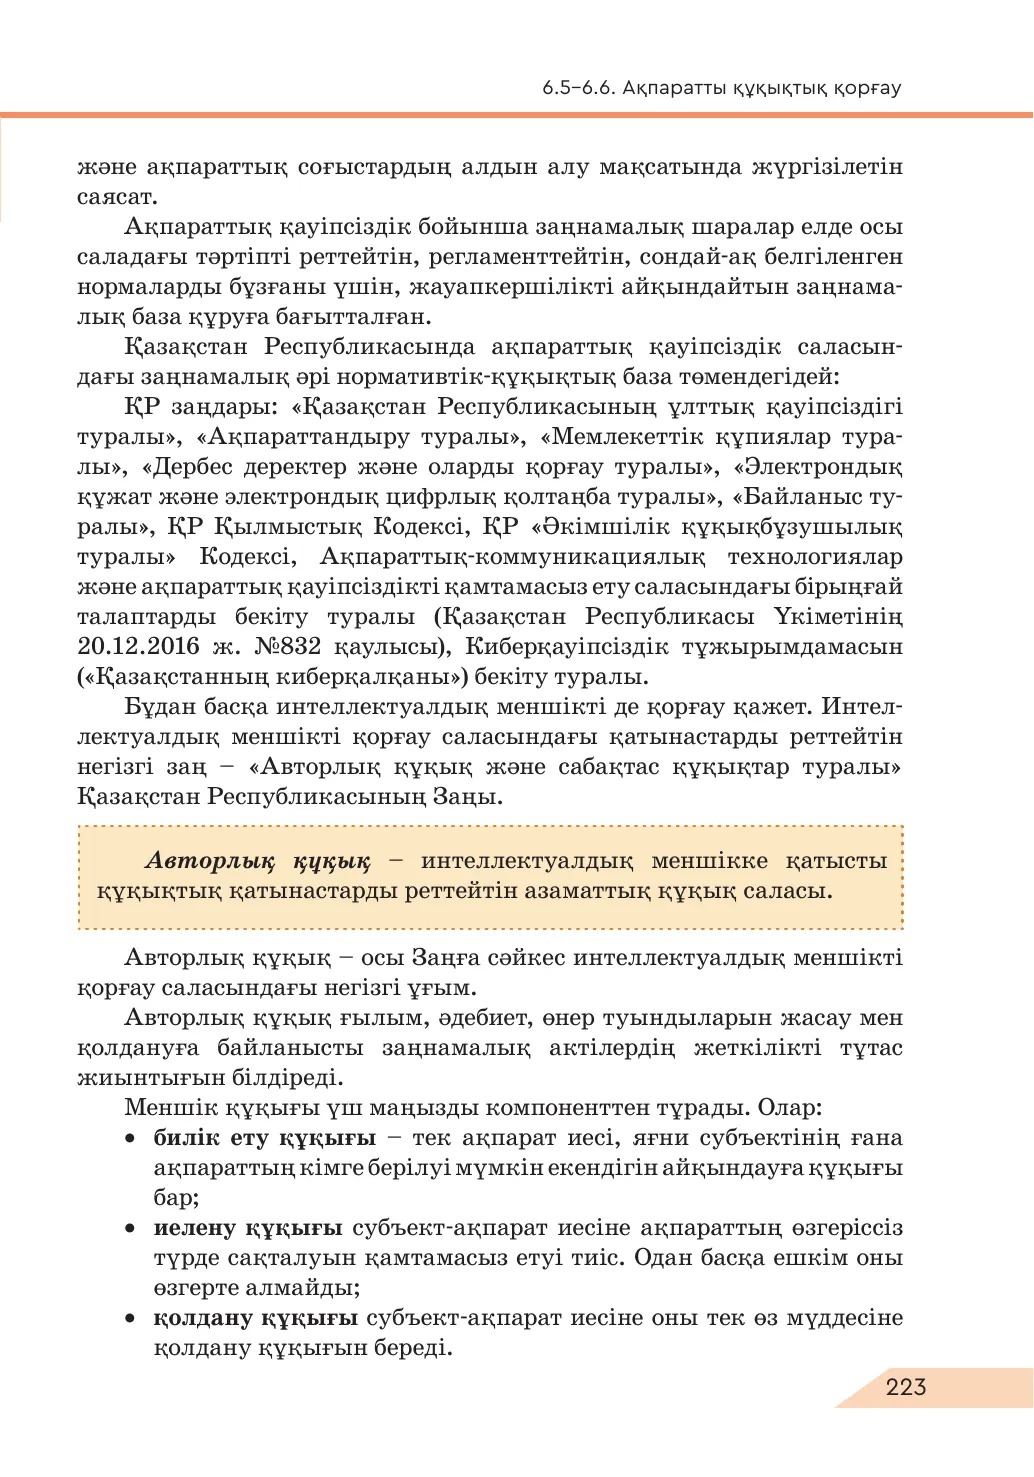 6.5–6.6. Ақпаратты құқықтық қорғау
және ақпараттық соғыстардың алдын алу мақсатында жүргізілетін
саясат.
Ақпараттық қауіпсіздік бойынша заңнамалық шаралар елде осы
саладағы тәртіпті реттейтін, регламенттейтін, сондай-ақ белгіленген
нормаларды бұзғаны үшін, жауапкершілікті айқындайтын заңнама-
лық база құруға бағытталған.
Қазақстан Республикасында ақпараттық қауіпсіздік саласын-
дағы заңнамалық әрі нормативтік-құқықтық база төмендегідей:
ҚР заңдары: «Қазақстан Республикасының ұлттық қауіпсіздігі
туралы», «Ақпараттандыру туралы», «Мемлекеттік құпиялар тура-
лы», «Дербес деректер және оларды қорғау туралы», «Электрондық
құжат және электрондық цифрлық қолтаңба туралы», «Байланыс ту-
ралы», ҚР Қылмыстық Кодексі, ҚР «Әкімшілік құқықбұзушылық
туралы» Кодексі, Ақпараттық-коммуникациялық технологиялар
және ақпараттық қауіпсіздікті қамтамасыз ету саласындағы бірыңғай
талаптарды бекіту туралы (Қазақстан Республикасы Үкіметінің
20.12.2016 ж. №832 қаулысы), Киберқауіпсіздік тұжырымдамасын
(«Қазақстанның киберқалқаны») бекіту туралы.
Бұдан басқа интеллектуалдық меншікті де қорғау қажет. Интел-
лектуалдық меншікті қорғау саласындағы қатынастарды реттейтін
негізгі заң – «Авторлық құқық және сабақтас құқықтар туралы»
Қазақстан Республикасының Заңы.
Авторлық құқық – интеллектуалдық меншікке қатысты
құқықтық қатынастарды реттейтін азаматтық құқық саласы.
Авторлық құқық – осы Заңға сәйкес интеллектуалдық меншікті
қорғау саласындағы негізгі ұғым.
Авторлық құқық ғылым, әдебиет, өнер туындыларын жасау мен
қолдануға байланысты заңнамалық актілердің жеткілікті тұтас
жиынтығын білдіреді.
Меншік құқығы үш маңызды компоненттен тұрады. Олар:
• билік ету құқығы – тек ақпарат иесі, яғни субъектінің ғана
ақпараттың кімге берілуі мүмкін екендігін айқындауға құқығы
бар;
• иелену құқығы субъект-ақпарат иесіне ақпараттың өзгеріссіз
түрде сақталуын қамтамасыз етуі тиіс. Одан басқа ешкім оны
өзгерте алмайды;
• қолдану құқығы субъект-ақпарат иесіне оны тек өз мүддесіне
қолдану құқығын береді.
223